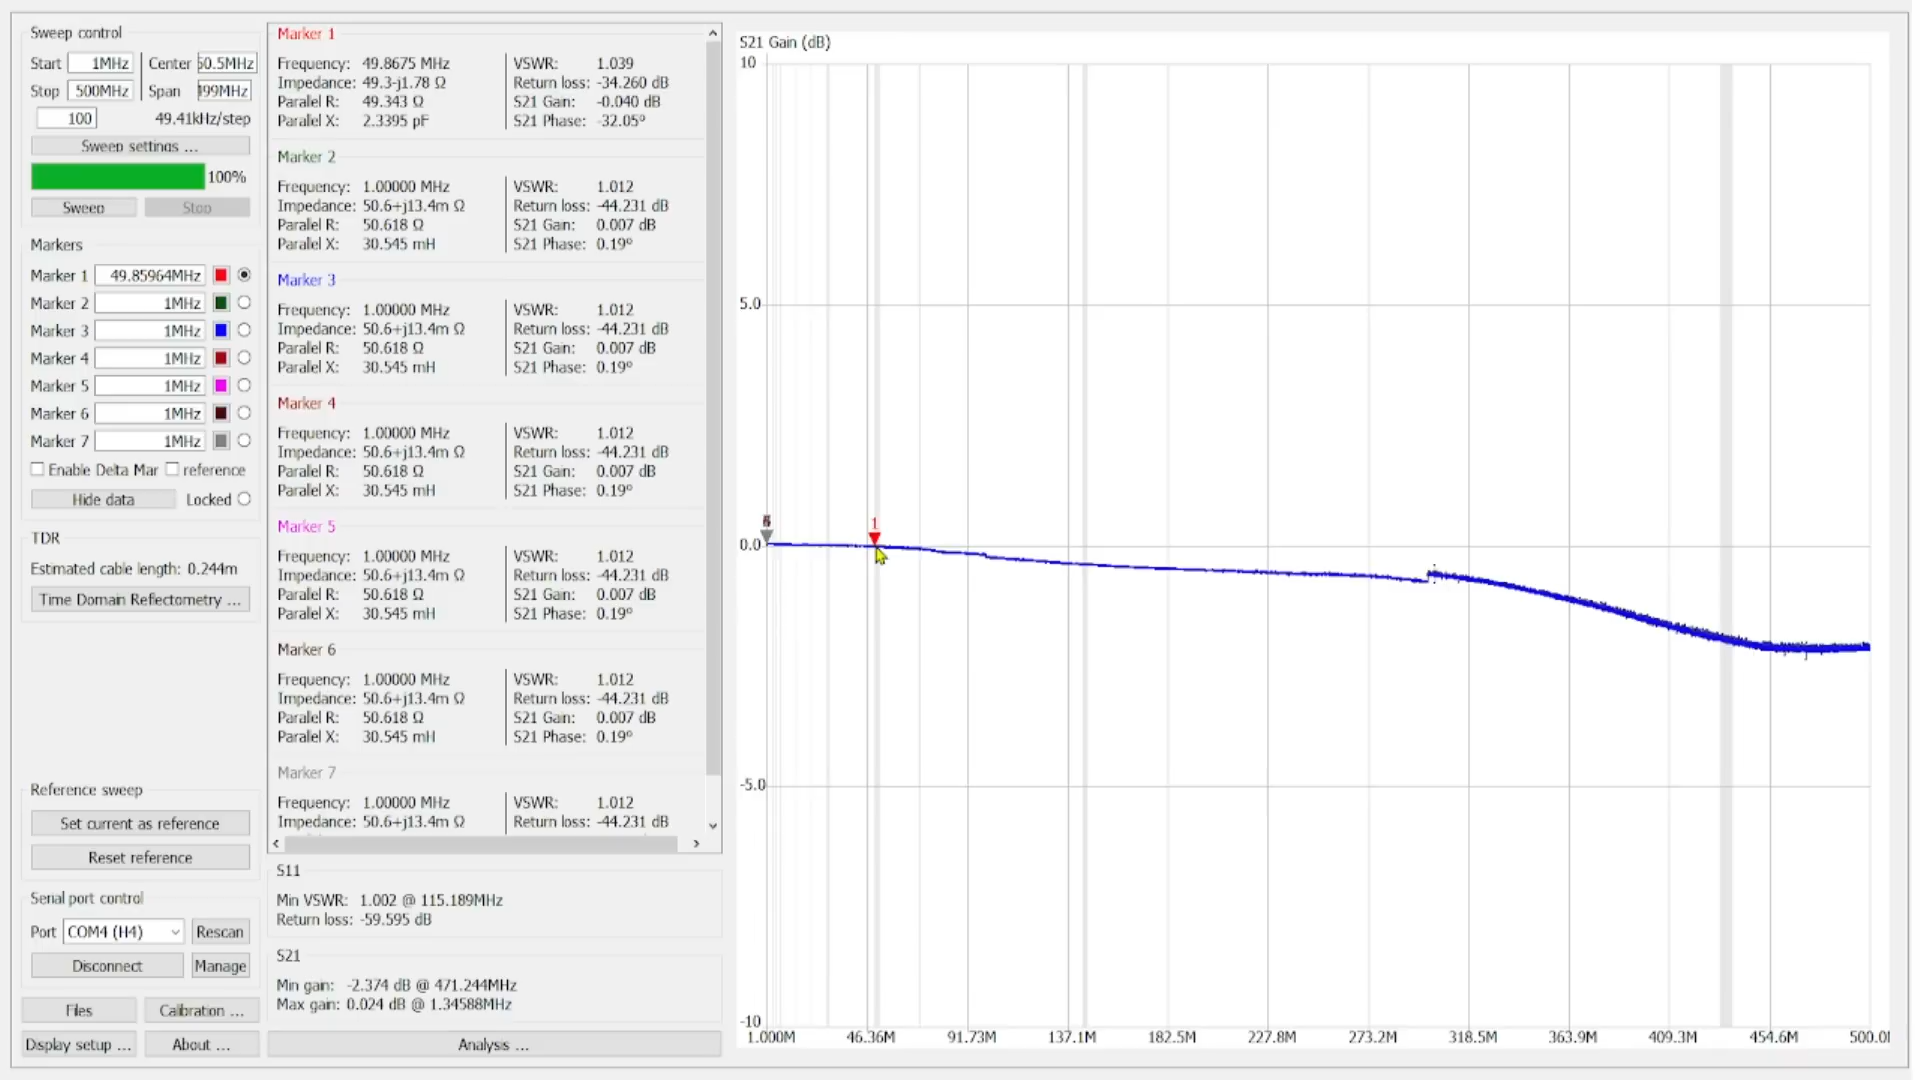 Sweep control
Start 1MHz Center 50.5MHz
Stop 500MHz Span 199MHz
100 49.41kHz/step
Sweep settings ...
100%
Sweep Stop
Markers
Marker 1 49.85964MHz
Marker 2 1MHz
Marker 3 1MHz
Marker 4 1MHz
Marker 5 1MHz
Marker 6 1MHz
Marker 7 1MHz
Enable Delta Mar reference
Hide data Locked
TDR
Estimated cable length: 0.244m
Time Domain Reflectometry ...
Reference sweep
Set current as reference
Reset reference
Serial port control
Port COM4 (H4) Rescan
Disconnect Manage
Files Calibration ...
Display setup ... About ...
Marker 1
Frequency: 49.8675 MHz VSWR: 1.039
Impedance: 49.3-j1.78 Ω Return loss: -34.260 dB
Parallel R: 49.343 Ω S21 Gain: -0.040 dB
Parallel X: 2.3395 pF S21 Phase: -32.05°
Marker 2
Frequency: 1.00000 MHz VSWR: 1.012
Impedance: 50.6+j13.4m Ω Return loss: -44.231 dB
Parallel R: 50.618 Ω S21 Gain: 0.007 dB
Parallel X: 30.545 mH S21 Phase: 0.19°
Marker 3
Frequency: 1.00000 MHz VSWR: 1.012
Impedance: 50.6+j13.4m Ω Return loss: -44.231 dB
Parallel R: 50.618 Ω S21 Gain: 0.007 dB
Parallel X: 30.545 mH S21 Phase: 0.19°
Marker 4
Frequency: 1.00000 MHz VSWR: 1.012
Impedance: 50.6+j13.4m Ω Return loss: -44.231 dB
Parallel R: 50.618 Ω S21 Gain: 0.007 dB
Parallel X: 30.545 mH S21 Phase: 0.19°
Marker 5
Frequency: 1.00000 MHz VSWR: 1.012
Impedance: 50.6+j13.4m Ω Return loss: -44.231 dB
Parallel R: 50.618 Ω S21 Gain: 0.007 dB
Parallel X: 30.545 mH S21 Phase: 0.19°
Marker 6
Frequency: 1.00000 MHz VSWR: 1.012
Impedance: 50.6+j13.4m Ω Return loss: -44.231 dB
Parallel R: 50.618 Ω S21 Gain: 0.007 dB
Parallel X: 30.545 mH S21 Phase: 0.19°
Marker 7
Frequency: 1.00000 MHz VSWR: 1.012
Impedance: 50.6+j13.4m Ω Return loss: -44.231 dB
S11
Min VSWR: 1.002 @ 115.189MHz
Return loss: -59.595 dB
S21
Min gain: -2.374 dB @ 471.244MHz
Max gain: 0.024 dB @ 1.34588MHz
Analysis ...
S21 Gain (dB)
10
5.0
1
0.0
-5.0
-10
1.000M 46.36M 91.73M 137.1M 182.5M 227.8M 273.2M 318.5M 363.9M 409.3M 454.6M 500.0